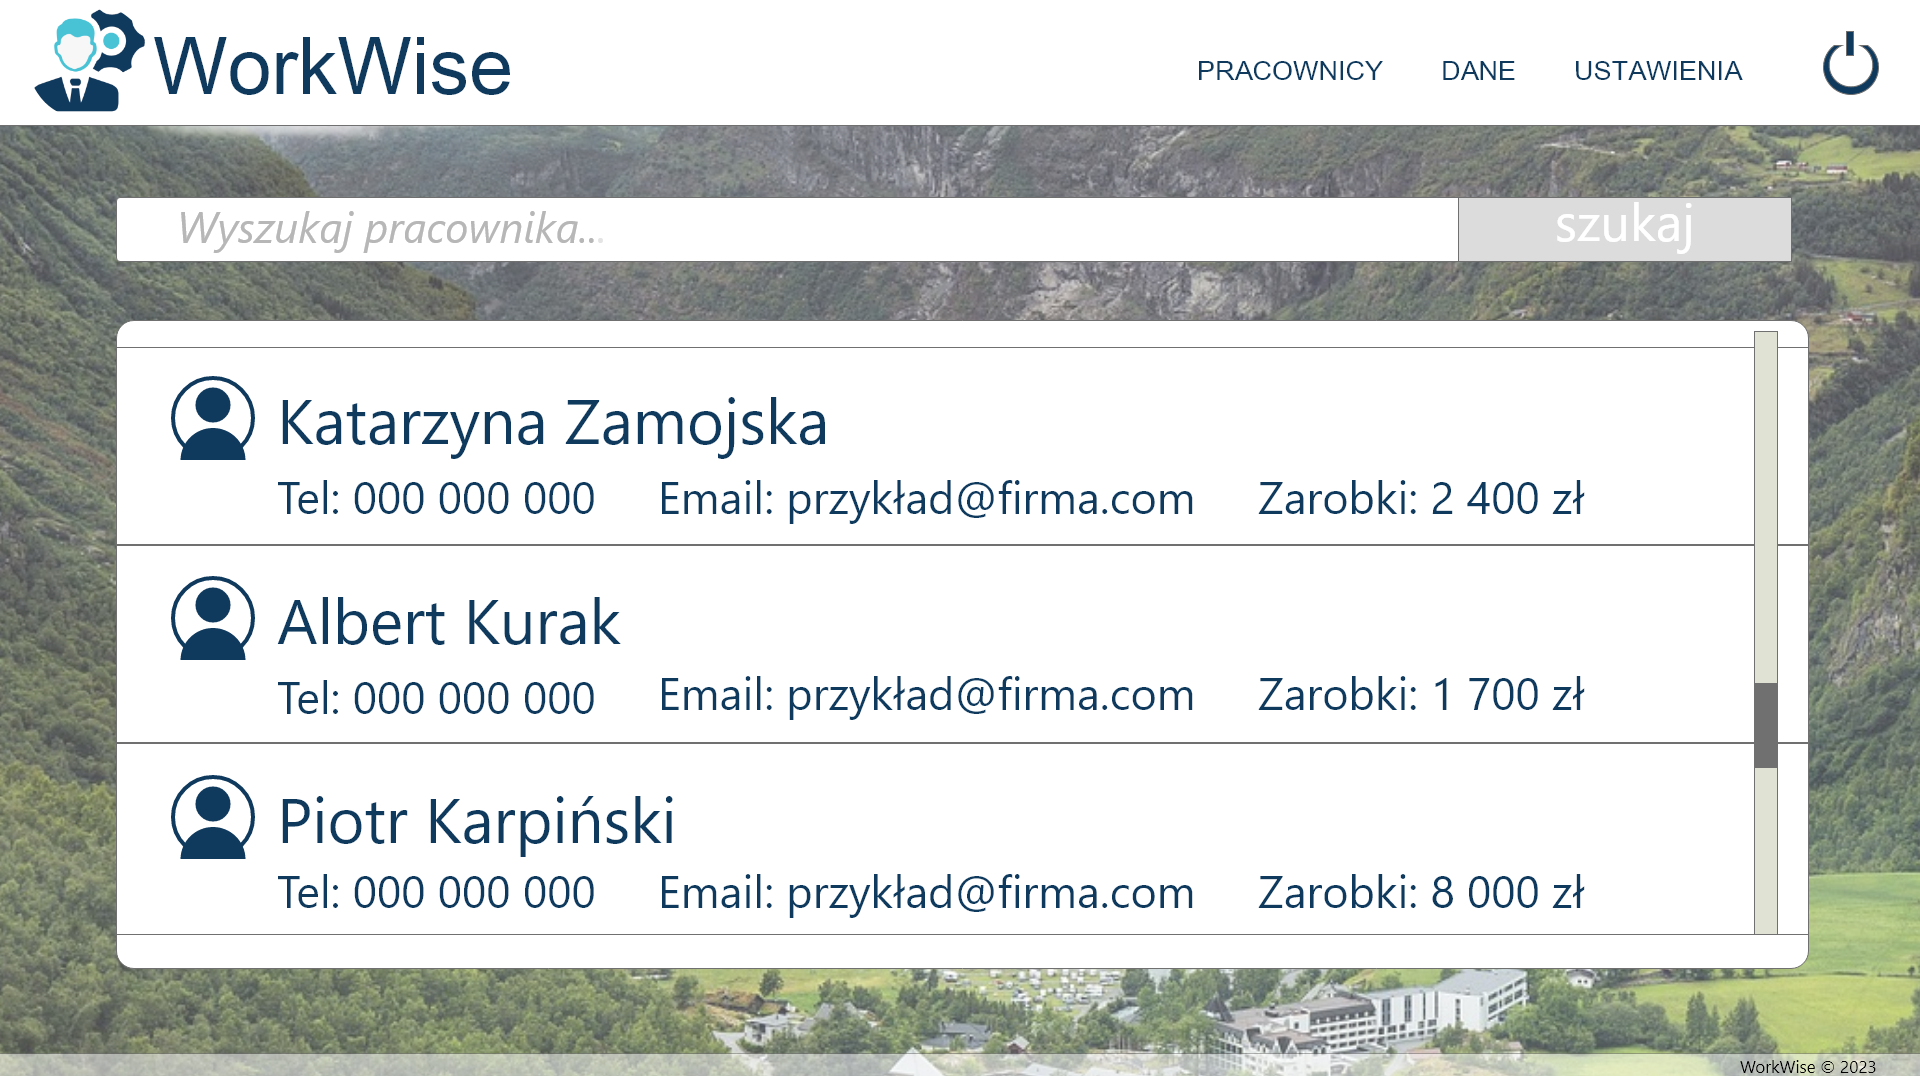 WorkWise
PRACOWNICY DANE USTAWIENIA
Wyszukaj pracownika...
szukaj
Katarzyna Zamojska
Tel: 000 000 000 Email: przykład@firma.com Zarobki: 2 400 zł
Albert Kurak
Tel: 000 000 000 Email: przykład@firma.com Zarobki: 1 700 zł
Piotr Karpiński
Tel: 000 000 000 Email: przykład@firma.com Zarobki: 8 000 zł
WorkWise © 2023